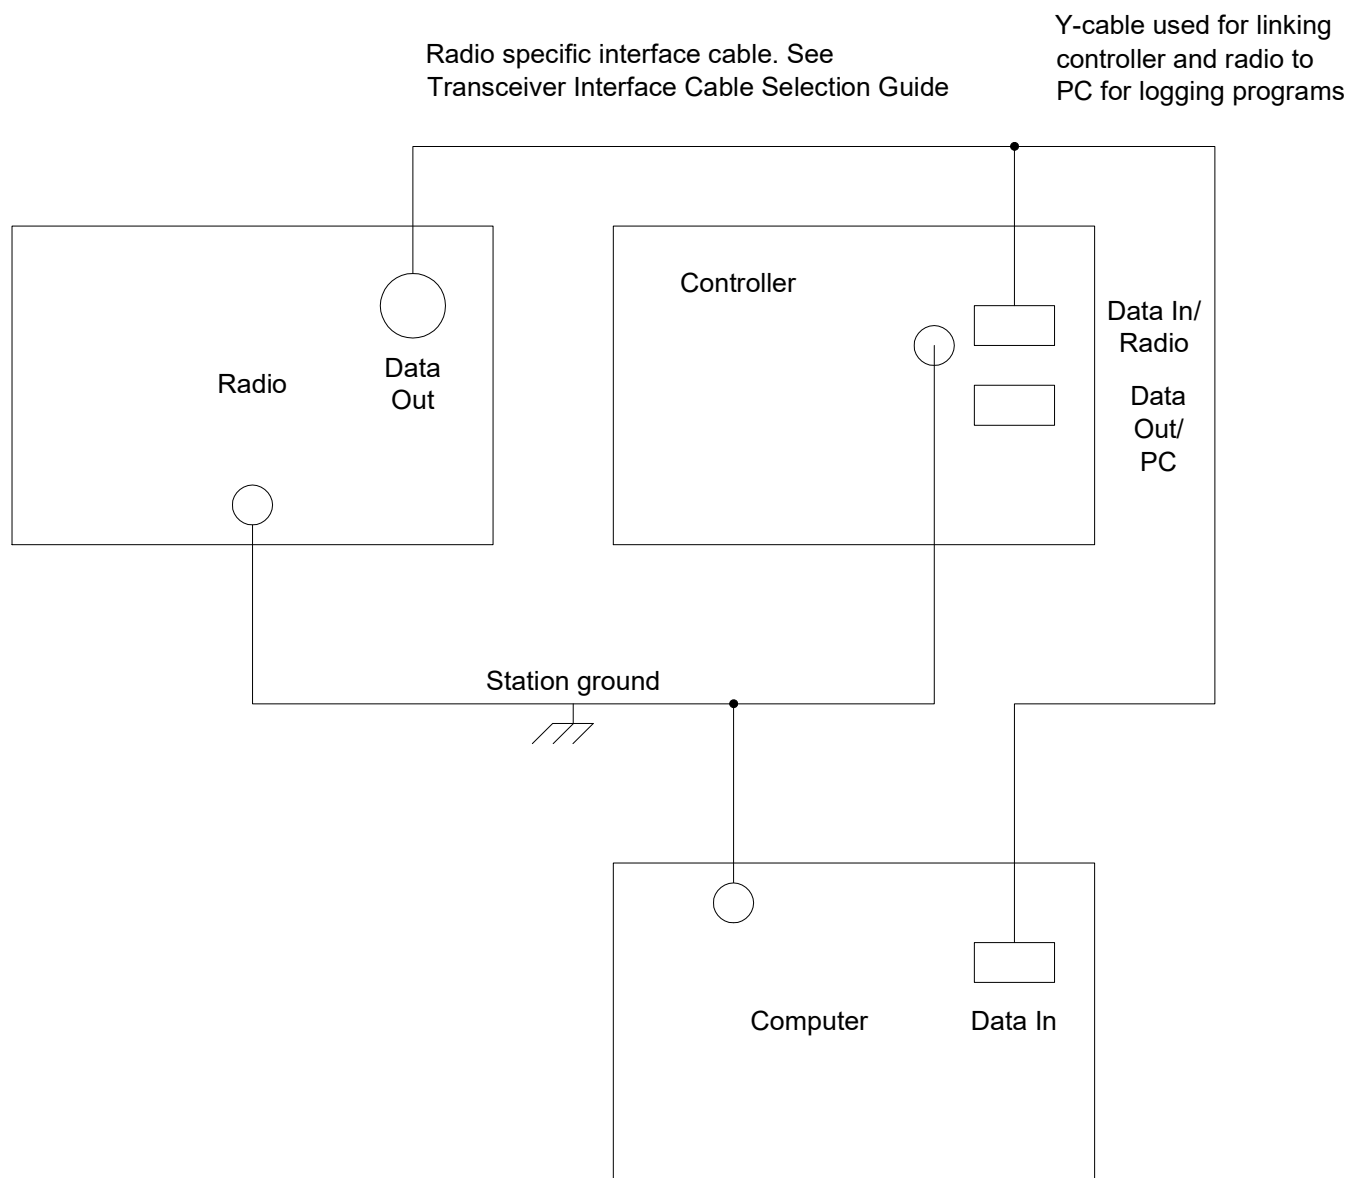 Y-cable used for linking
controller and radio to
PC for logging programs
Radio specific interface cable. See
Transceiver Interface Cable Selection Guide
Controller
Data In/
Radio
Data
Out
Radio
Data
Out/
PC
Station ground
Computer
Data In